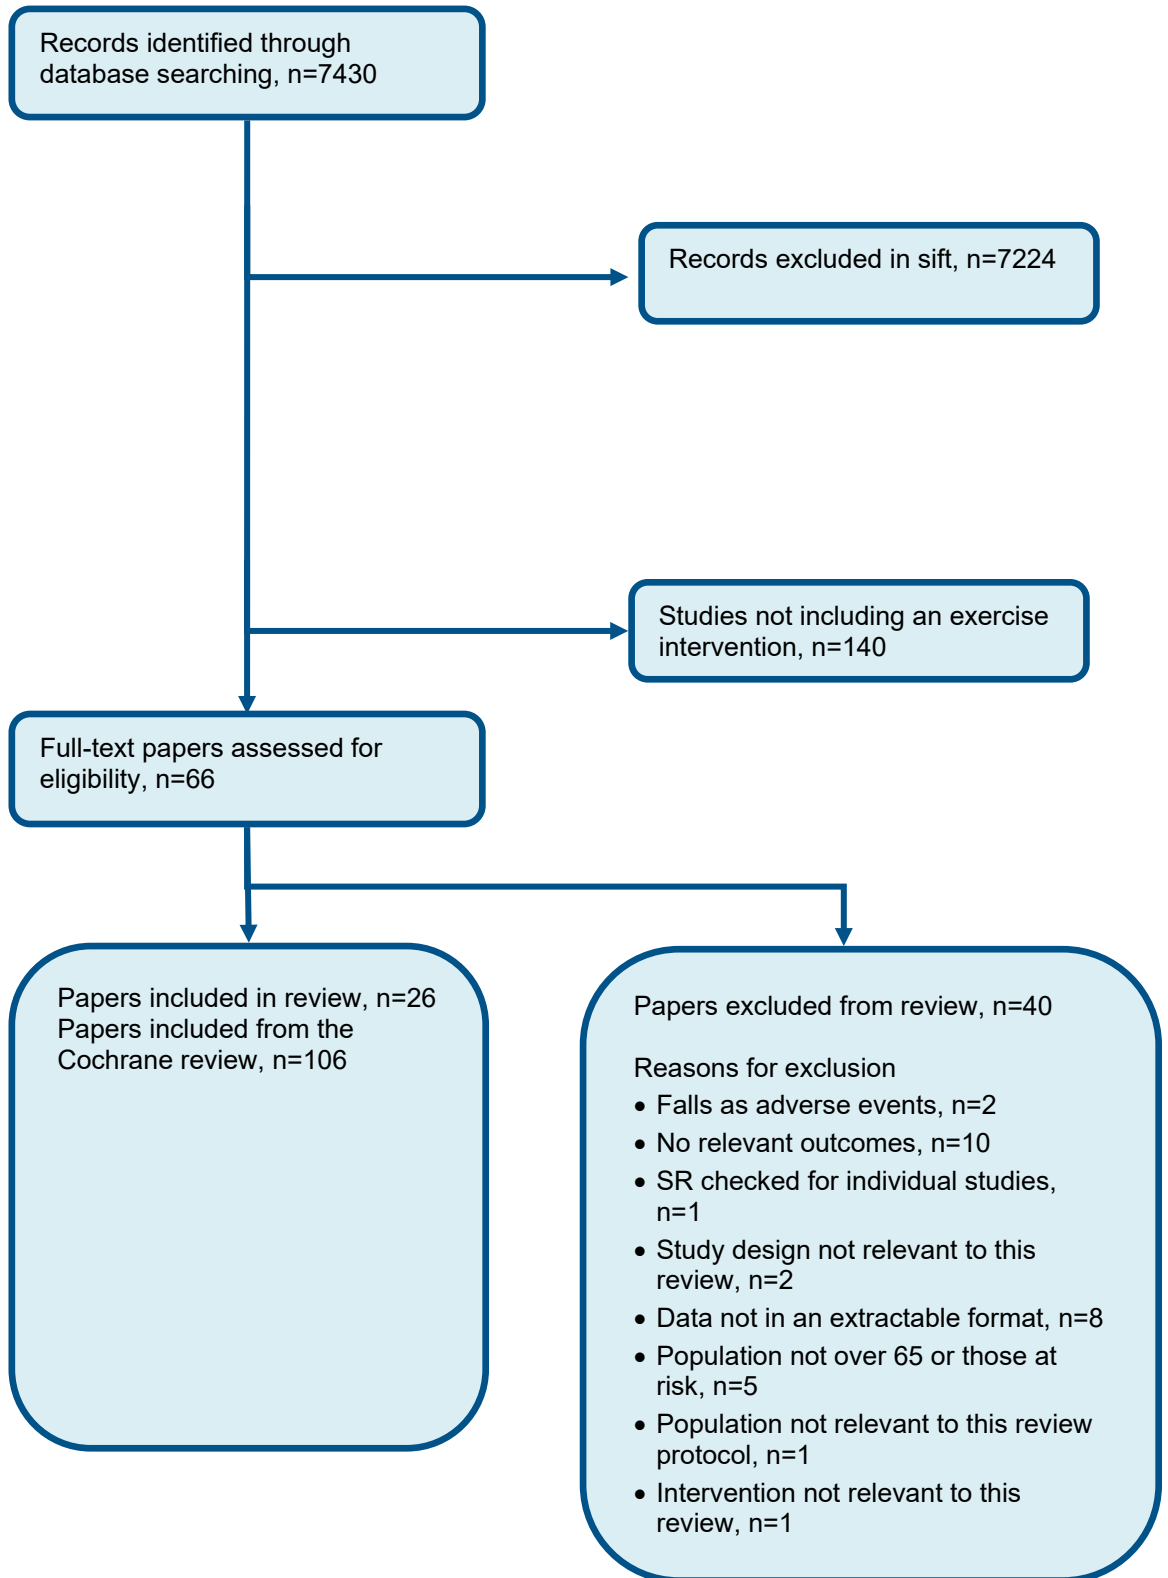 Records identified through
database searching, n=7430
Records excluded in sift, n=7224
Studies not including an exercise
intervention, n=140
Full-text papers assessed for
eligibility, n=66
Papers included in review, n=26
Papers included from the
Cochrane review, n=106
Papers excluded from review, n=40
Reasons for exclusion
• Falls as adverse events, n=2
• No relevant outcomes, n=10
• SR checked for individual studies,
n=1
• Study design not relevant to this
review, n=2
• Data not in an extractable format, n=8
• Population not over 65 or those at
risk, n=5
• Population not relevant to this review
protocol, n=1
• Intervention not relevant to this
review, n=1